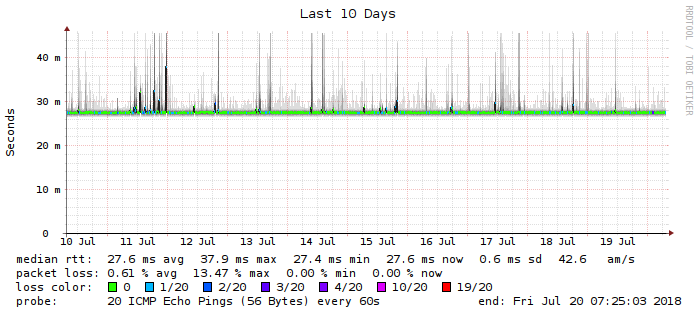 Last 10 Days
RRDTOOL / TOBI OETIKER
Seconds
40 m
30 m
20 m
10 m
0
10 Jul 11 Jul 12 Jul 13 Jul 14 Jul 15 Jul 16 Jul 17 Jul 18 Jul 19 Jul
median rtt: 27.6 ms avg 37.9 ms max 27.4 ms min 27.6 ms now 0.6 ms sd 42.6 am/s
packet loss: 0.61 % avg 13.47 % max 0.00 % min 0.00 % now
loss color: 0 1/20 2/20 3/20 4/20 10/20 19/20
probe: 20 ICMP Echo Pings (56 Bytes) every 60s end: Fri Jul 20 07:25:03 2018